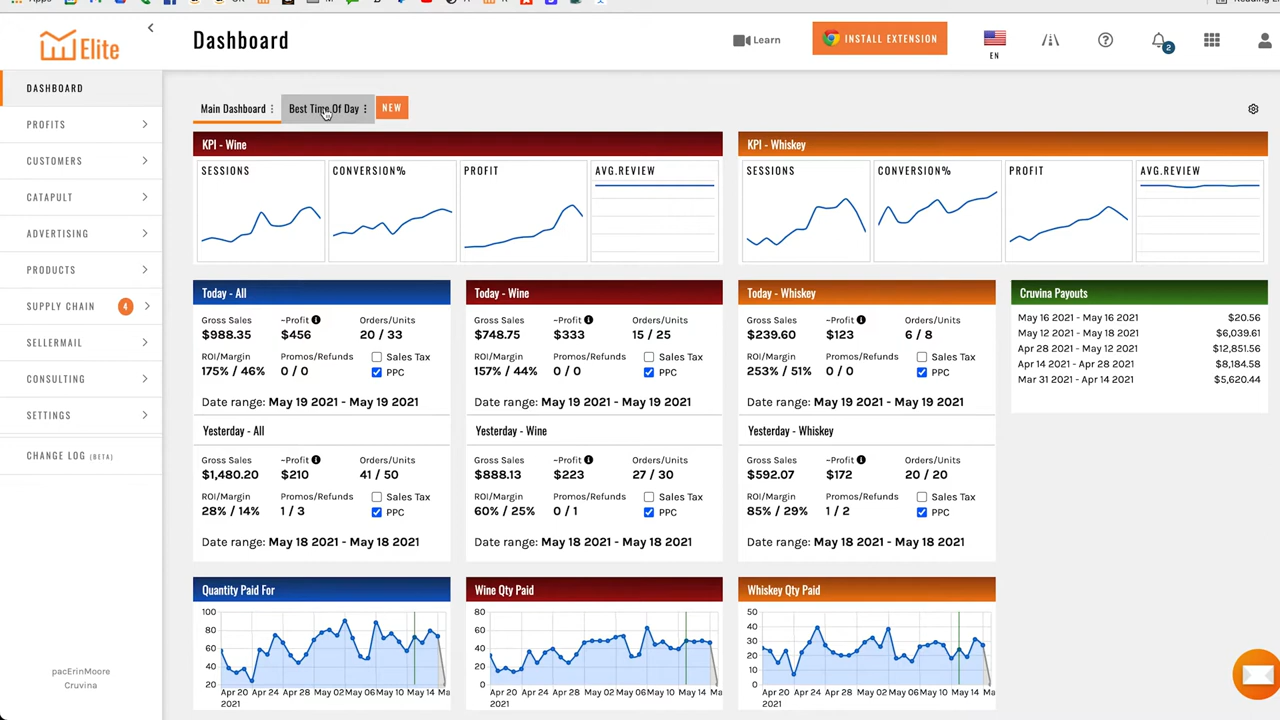 Apps
Elite
Dashboard
Learn
INSTALL EXTENSION
EN
2
DASHBOARD
PROFITS
CUSTOMERS
CATAPULT
ADVERTISING
PRODUCTS
SUPPLY CHAIN 4
SELLERMAIL
CONSULTING
SETTINGS
CHANGE LOG (BETA)
pacErinMoore
Cruvina
Main Dashboard
Best Time Of Day
NEW
KPI - Wine
SESSIONS CONVERSION% PROFIT AVG.REVIEW
KPI - Whiskey
SESSIONS CONVERSION% PROFIT AVG.REVIEW
Today - All
Gross Sales ~Profit Orders/Units
$988.35 $456 20 / 33
ROI/Margin Promos/Refunds Sales Tax
175% / 46% 0 / 0 PPC
Date range: May 19 2021 - May 19 2021
Yesterday - All
Gross Sales ~Profit Orders/Units
$1,480.20 $210 41 / 50
ROI/Margin Promos/Refunds Sales Tax
28% / 14% 1 / 3 PPC
Date range: May 18 2021 - May 18 2021
Today - Wine
Gross Sales ~Profit Orders/Units
$748.75 $333 15 / 25
ROI/Margin Promos/Refunds Sales Tax
157% / 44% 0 / 0 PPC
Date range: May 19 2021 - May 19 2021
Yesterday - Wine
Gross Sales ~Profit Orders/Units
$888.13 $223 27 / 30
ROI/Margin Promos/Refunds Sales Tax
60% / 25% 0 / 1 PPC
Date range: May 18 2021 - May 18 2021
Today - Whiskey
Gross Sales ~Profit Orders/Units
$239.60 $123 6 / 8
ROI/Margin Promos/Refunds Sales Tax
253% / 51% 0 / 0 PPC
Date range: May 19 2021 - May 19 2021
Yesterday - Whiskey
Gross Sales ~Profit Orders/Units
$592.07 $172 20 / 20
ROI/Margin Promos/Refunds Sales Tax
85% / 29% 1 / 2 PPC
Date range: May 18 2021 - May 18 2021
Cruvina Payouts
May 16 2021 - May 16 2021 $20.56
May 12 2021 - May 18 2021 $6,039.61
Apr 28 2021 - May 12 2021 $12,851.56
Apr 14 2021 - Apr 28 2021 $8,184.58
Mar 31 2021 - Apr 14 2021 $5,620.44
Quantity Paid For
100
80
60
40
20
Apr 20 Apr 24 Apr 28 May 02 May 06 May 10 May 14 Ma
2021
Wine Qty Paid
80
60
40
20
0
Apr 20 Apr 24 Apr 28 May 02 May 06 May 10 May 14 Ma
2021
Whiskey Qty Paid
50
40
30
20
10
0
Apr 20 Apr 24 Apr 28 May 02 May 06 May 10 May 14 Ma
2021